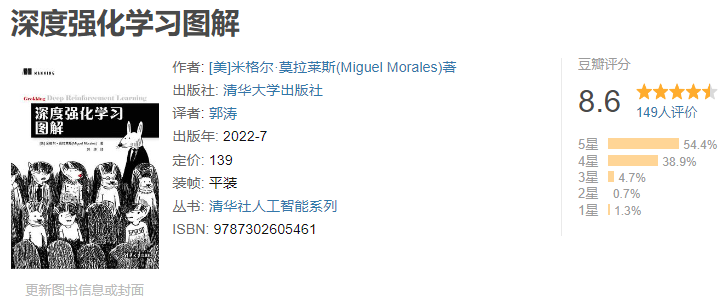 深度强化学习图解
MANNING
Grokking Deep Reinforcement Learning
深度强化学习
图解
[美] 米格尔·莫拉莱斯(Miguel Morales) 著
郭涛 译
更新图书信息或封面
作者: [美]米格尔·莫拉莱斯(Miguel Morales)著
出版社: 清华大学出版社
译者: 郭涛
出版年: 2022-7
定价: 139
装帧: 平装
丛书: 清华社人工智能系列
ISBN: 9787302605461
豆瓣评分
8.6
149人评价
5星 54.4%
4星 38.9%
3星 4.7%
2星 0.7%
1星 1.3%